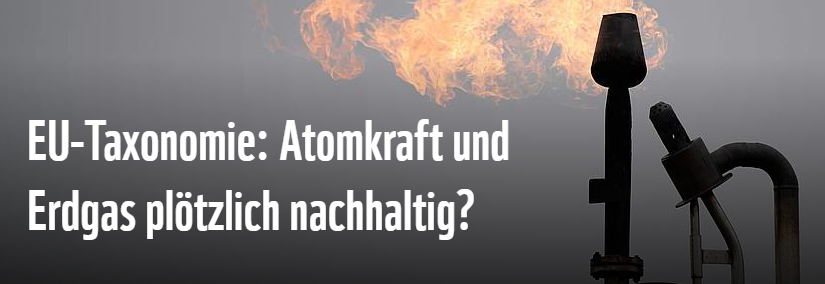 EU-Taxonomie: Atomkraft und
Erdgas plötzlich nachhaltig?